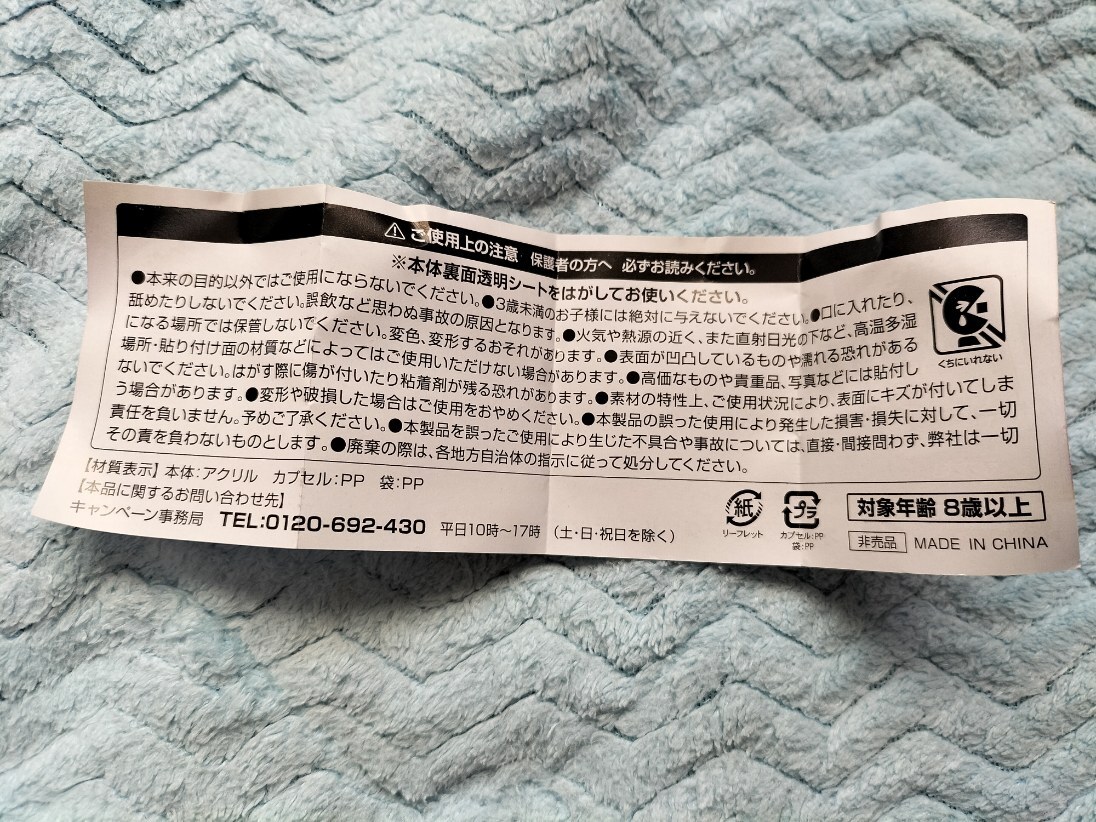 ⚠ご使用上の注意 保護者の方へ 必ずお読みください。
※本体裏面透明シートをはがしてお使いください。
●本来の目的以外ではご使用にならないでください。●3歳未満のお子様には絶対に与えないでください。●口に入れたり、
舐めたりしないでください。誤飲など思わぬ事故の原因となります。●火気や熱源の近く、また直射日光の下など、高温多湿
になる場所では保管しないでください。変色、変形するおそれがあります。●表面が凹凸しているものや濡れる恐れがある
場所・貼り付け面の材質などによってはご使用いただけない場合があります。●高価なものや貴重品、写真などには貼付し
ないでください。はがす際に傷が付いたり粘着剤が残る恐れがあります。●素材の特性上、ご使用状況により、表面にキズが付いてしま
う場合があります。●変形や破損した場合はご使用をおやめください。●本製品の誤った使用により発生した損害・損失に対して、一切
責任を負いません。予めご了承ください。●本製品を誤ったご使用により生じた不具合や事故については、直接・間接問わず、弊社は一切
その責を負わないものとします。●廃棄の際は、各地方自治体の指示に従って処分してください。
くちにいれない
【材質表示】本体:アクリル カプセル:PP 袋:PP
【本品に関するお問い合わせ先】
キャンペーン事務局 TEL:0120-692-430 平日10時～17時 (土・日・祝日を除く)
紙
リーフレット
プラ
カプセル:PP
袋:PP
対象年齢 8歳以上
非売品 MADE IN CHINA